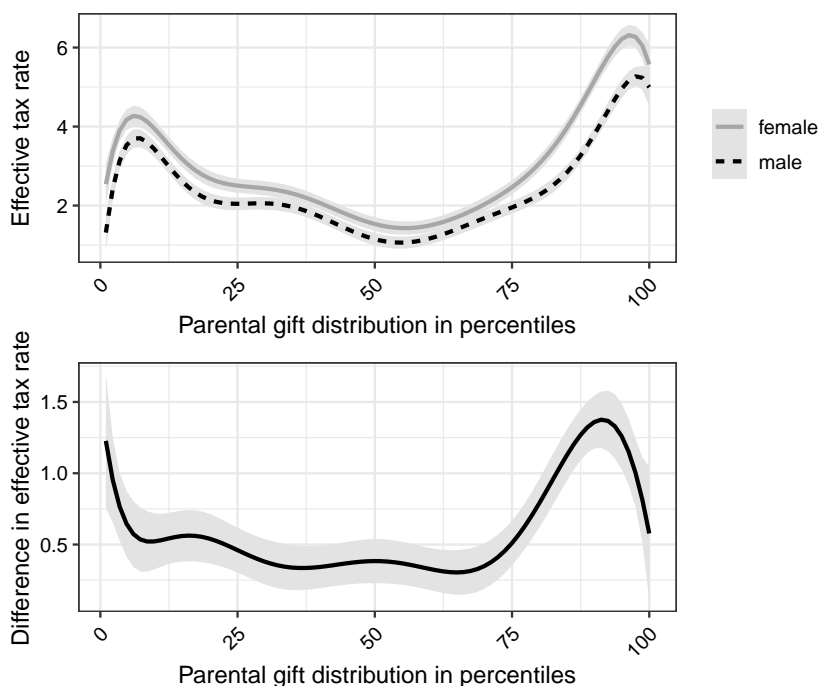 Effective tax rate
6
4
2
0
25
50
75
100
Parental gift distribution in percentiles
female
male
Difference in effective tax rate
1.5
1.0
0.5
0
25
50
75
100
Parental gift distribution in percentiles